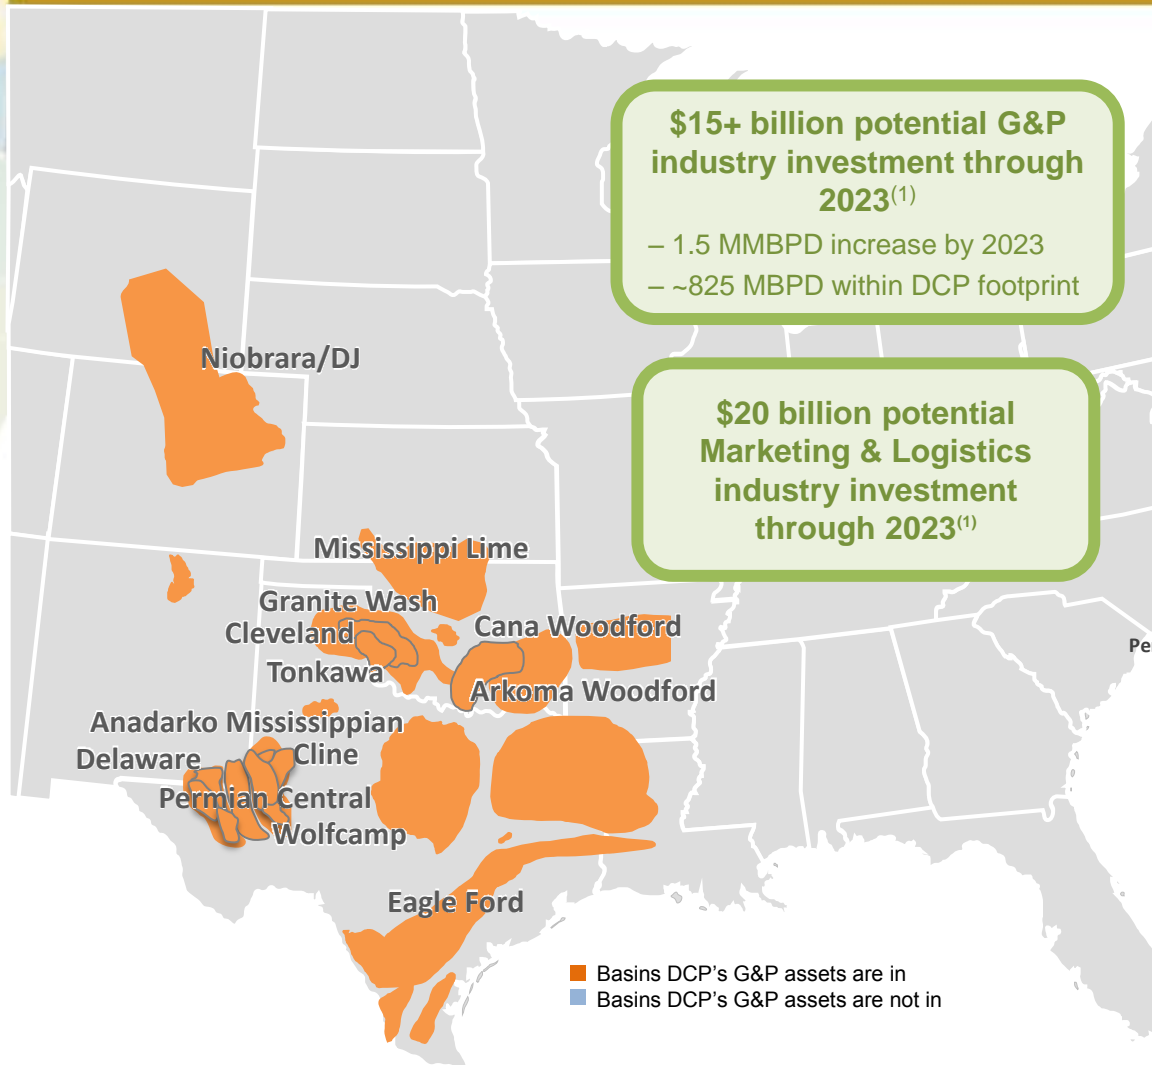 $15+ billion potential G&P
industry investment through
2023(1)
– 1.5 MMBPD increase by 2023
– ~825 MBPD within DCP footprint
Niobrara/DJ
$20 billion potential
Marketing & Logistics
industry investment
through 2023(1)
Mississippi Lime
Granite Wash
Cleveland
Cana Woodford
Pe
Tonkawa
Arkoma Woodford
Anadarko Mississippian
Delaware
Cline
Permian Central
Wolfcamp
Eagle Ford
Basins DCP's G&P assets are in
Basins DCP's G&P assets are not in